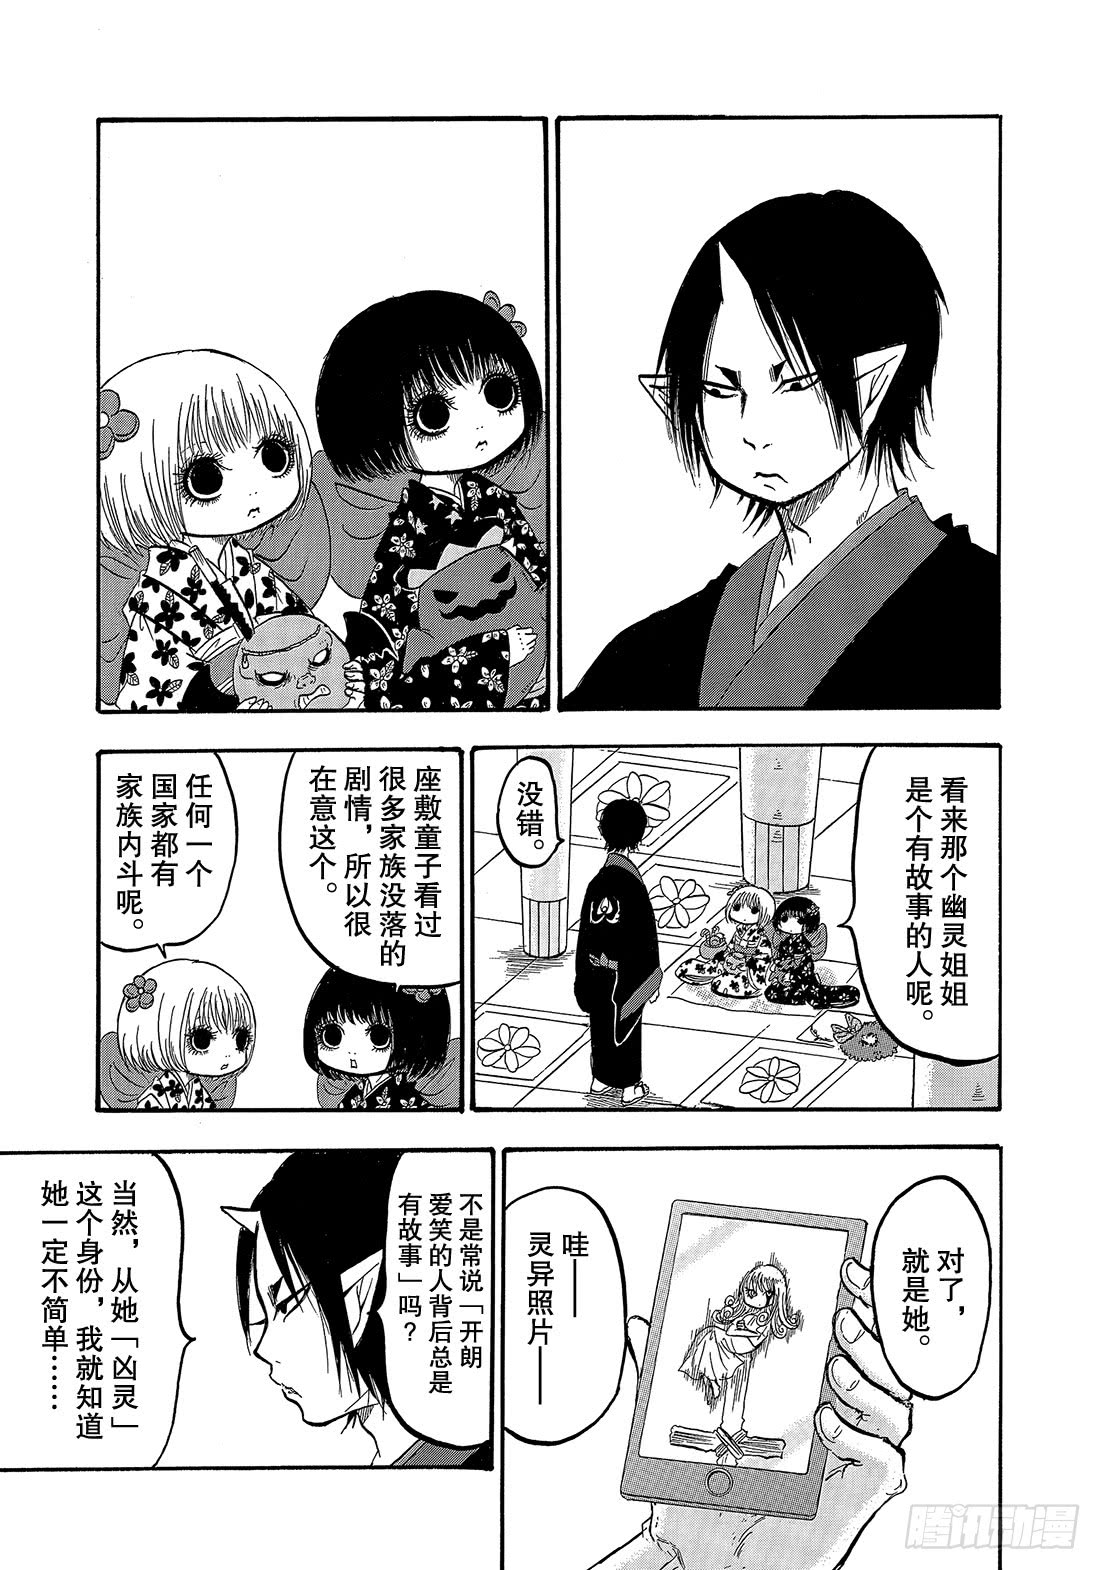 看来那个幽灵姐姐
是个有故事的人呢。
没错。
座敷童子看过
很多家族没落的
剧情，所以很
在意这个。
任何一个
国家都有
家族内斗呢。
对了，
就是她。
哇——
灵异照片——
不是常说「开朗
爱笑的人背后总是
有故事」吗？
当然，从她「凶灵」
这个身份，我就知道
她一定不简单……
腾讯动漫